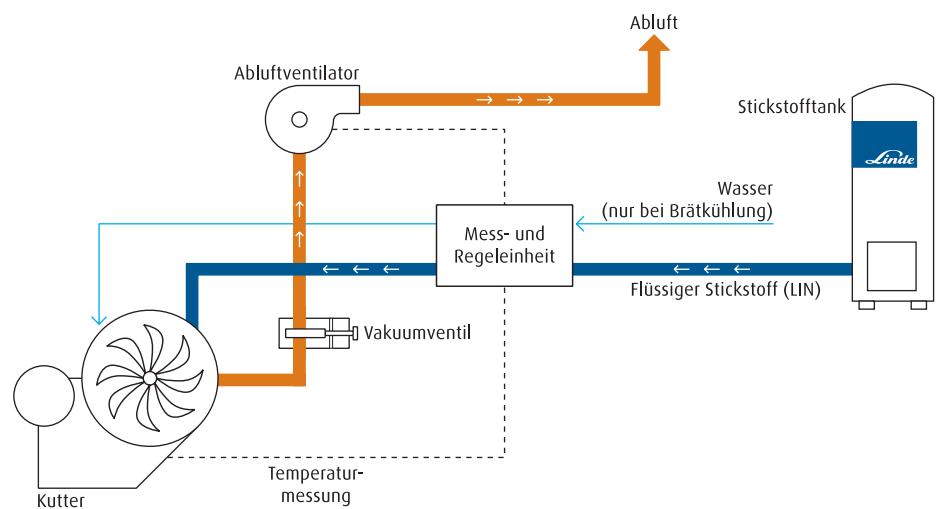 Abluft
Abluftventilator
Stickstofftank
Linde
Wasser
(nur bei Brätkühlung)
Mess- und
Regeleinheit
Flüssiger Stickstoff (LIN)
Vakuumventil
Temperatur-
messung
Kutter